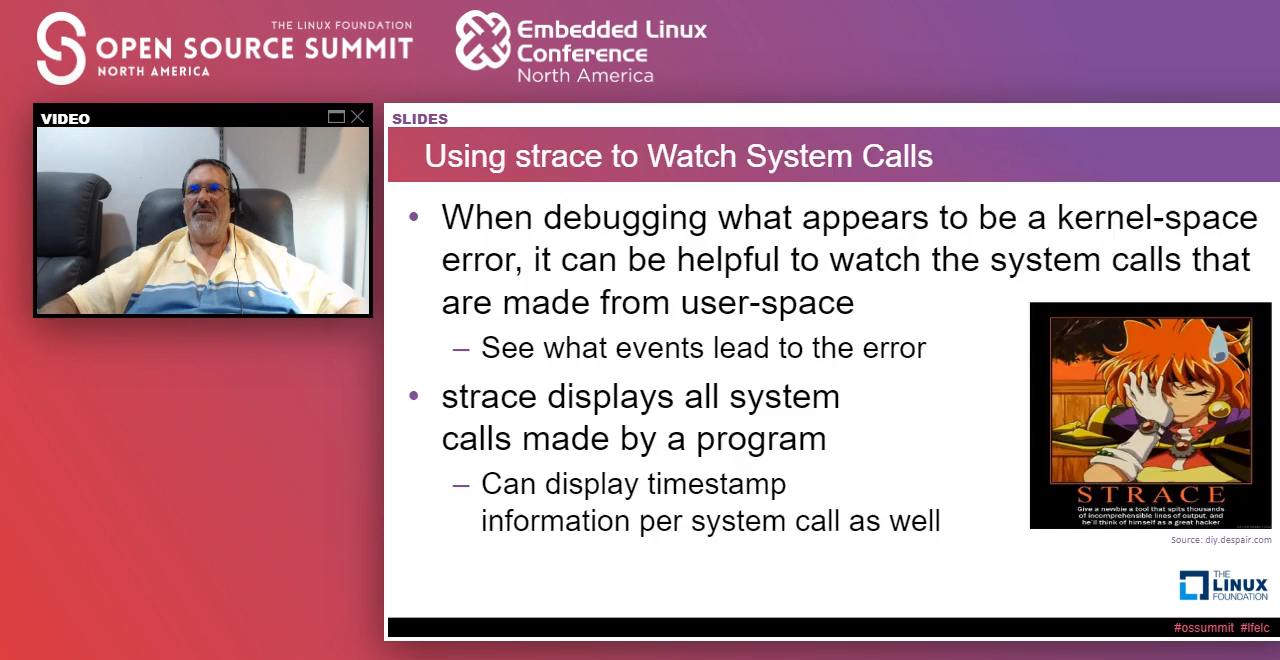 THE LINUX FOUNDATION
OPEN SOURCE SUMMIT
NORTH AMERICA
Embedded Linux
Conference
North America
VIDEO
SLIDES
Using strace to Watch System Calls
• When debugging what appears to be a kernel-space
error, it can be helpful to watch the system calls that
are made from user-space
– See what events lead to the error
• strace displays all system
calls made by a program
– Can display timestamp
information per system call as well
STRACE
Give a newbie a tool that spits thousands
of incomprehensible lines of output, and
he'll think of himself as a great hacker
Source: diy.despair.com
THE
LINUX
FOUNDATION
#ossummit #lfelc